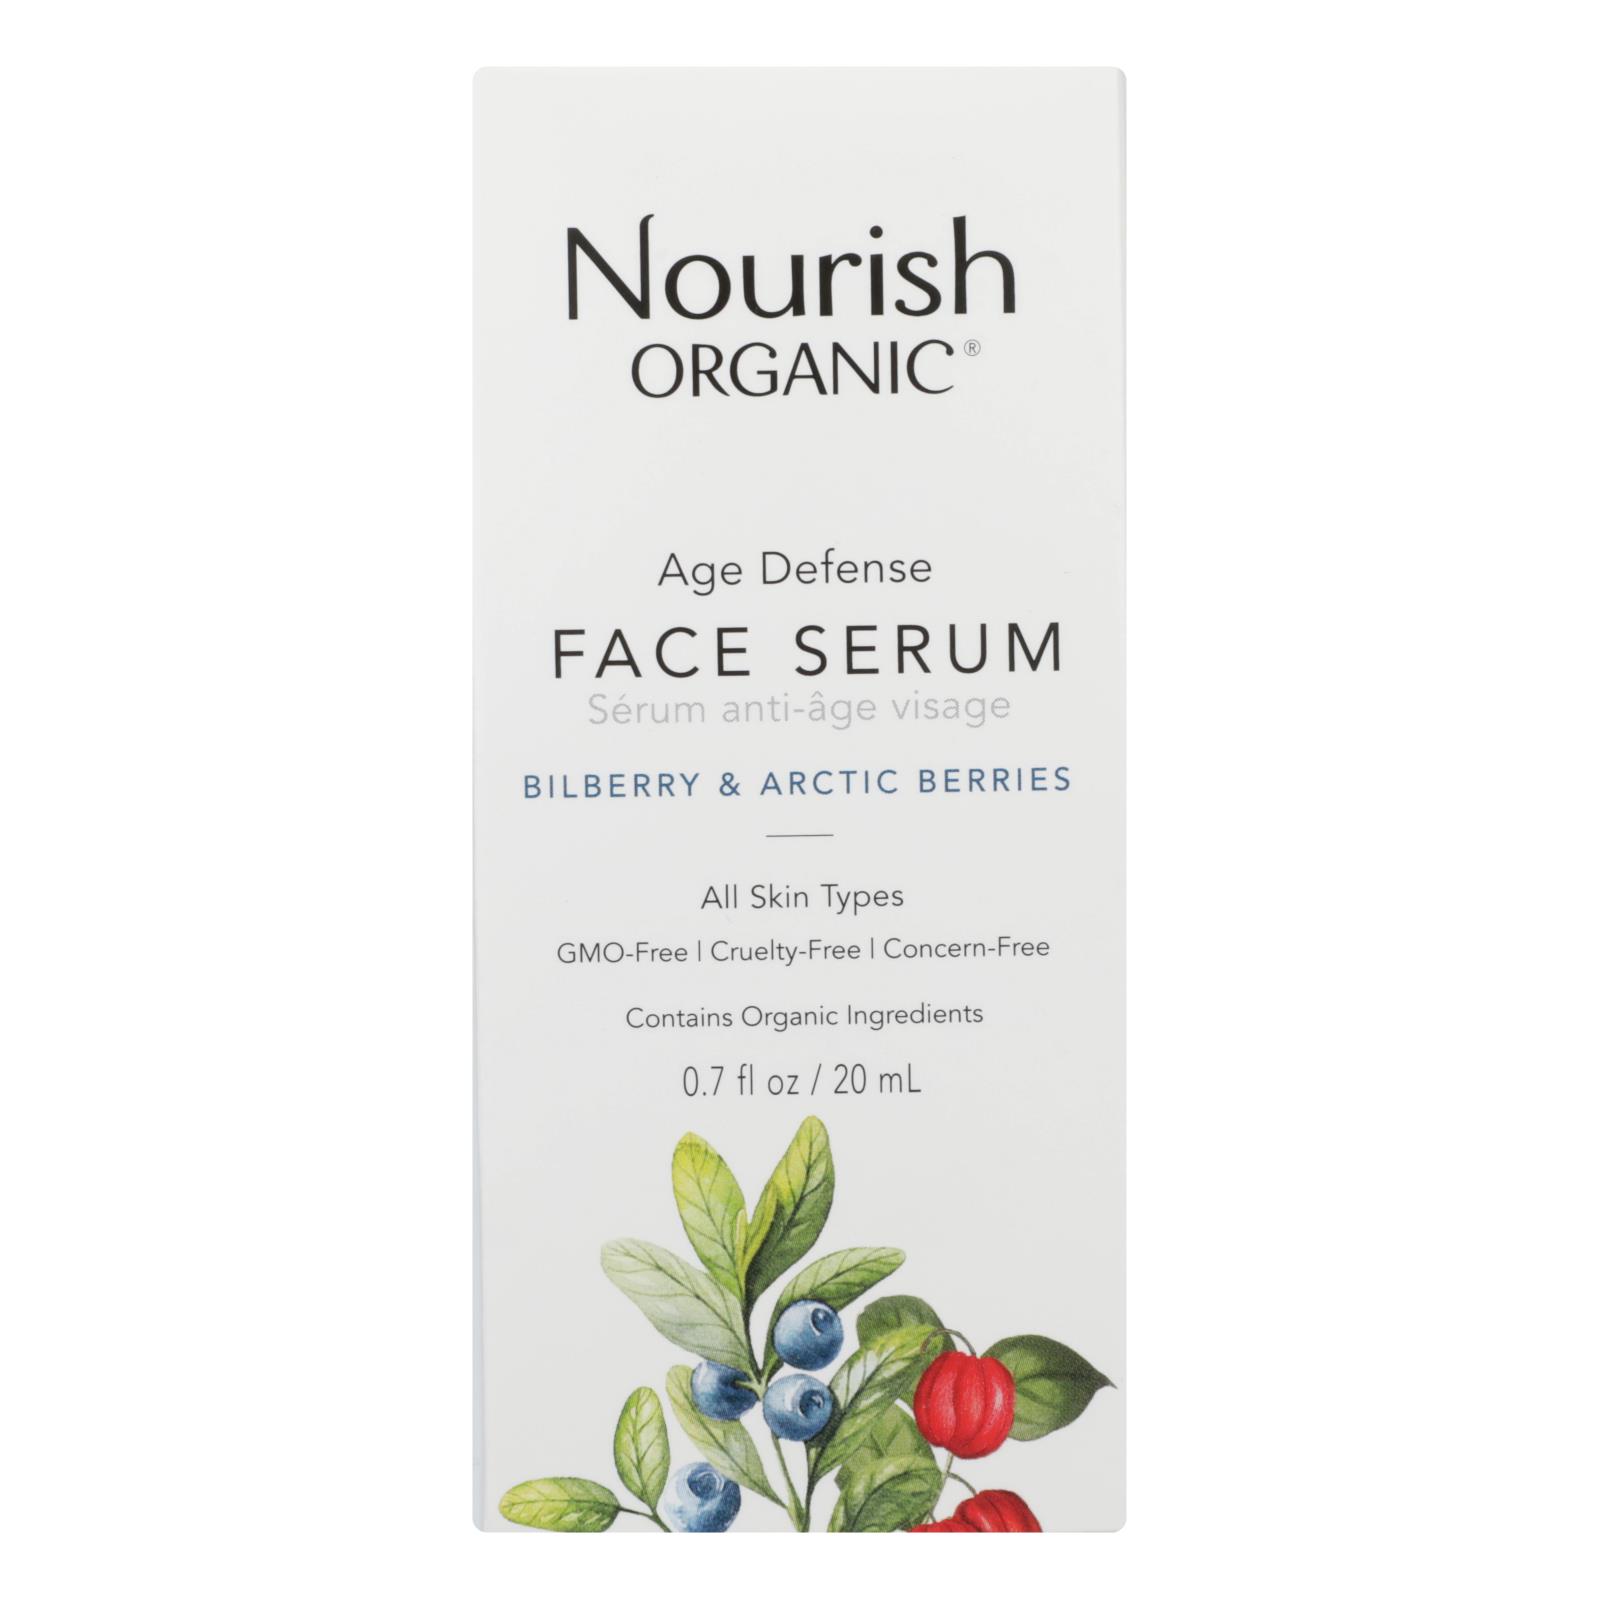 Nourish
ORGANIC®
Age Defense
FACE SERUM
Sérum anti-âge visage
BILBERRY & ARCTIC BERRIES
All Skin Types
GMO-Free | Cruelty-Free | Concern-Free
Contains Organic Ingredients
0.7 fl oz / 20 mL